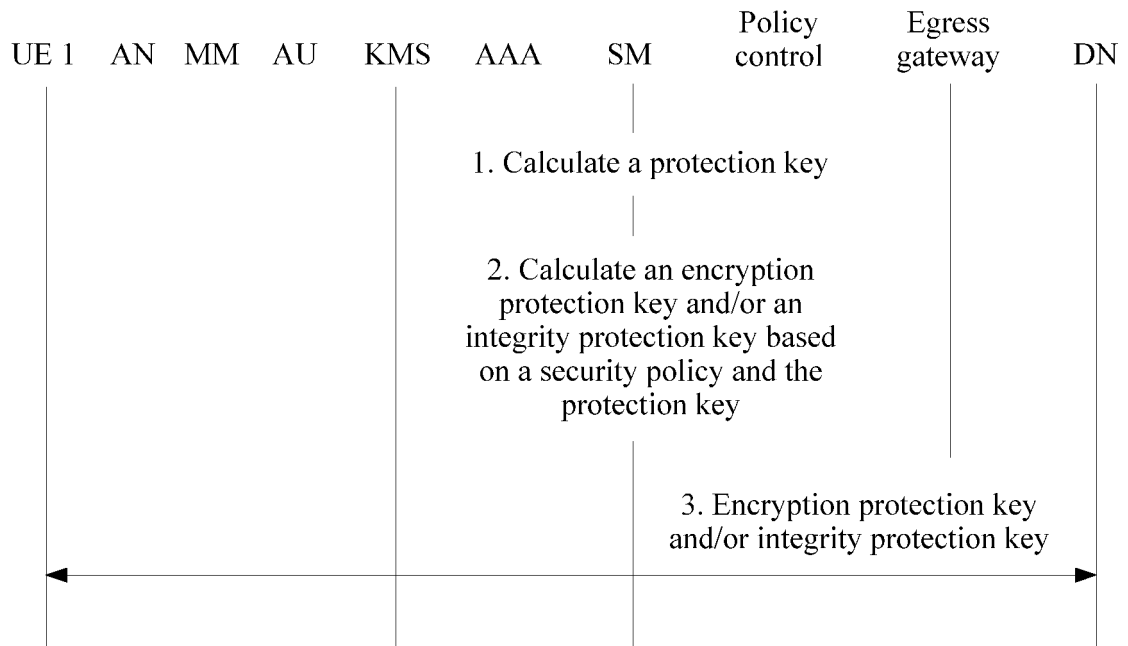 UE 1 AN MM AU KMS AAA SM Policy control Egress gateway DN
1. Calculate a protection key
2. Calculate an encryption
protection key and/or an
integrity protection key based
on a security policy and the
protection key
3. Encryption protection key
and/or integrity protection key